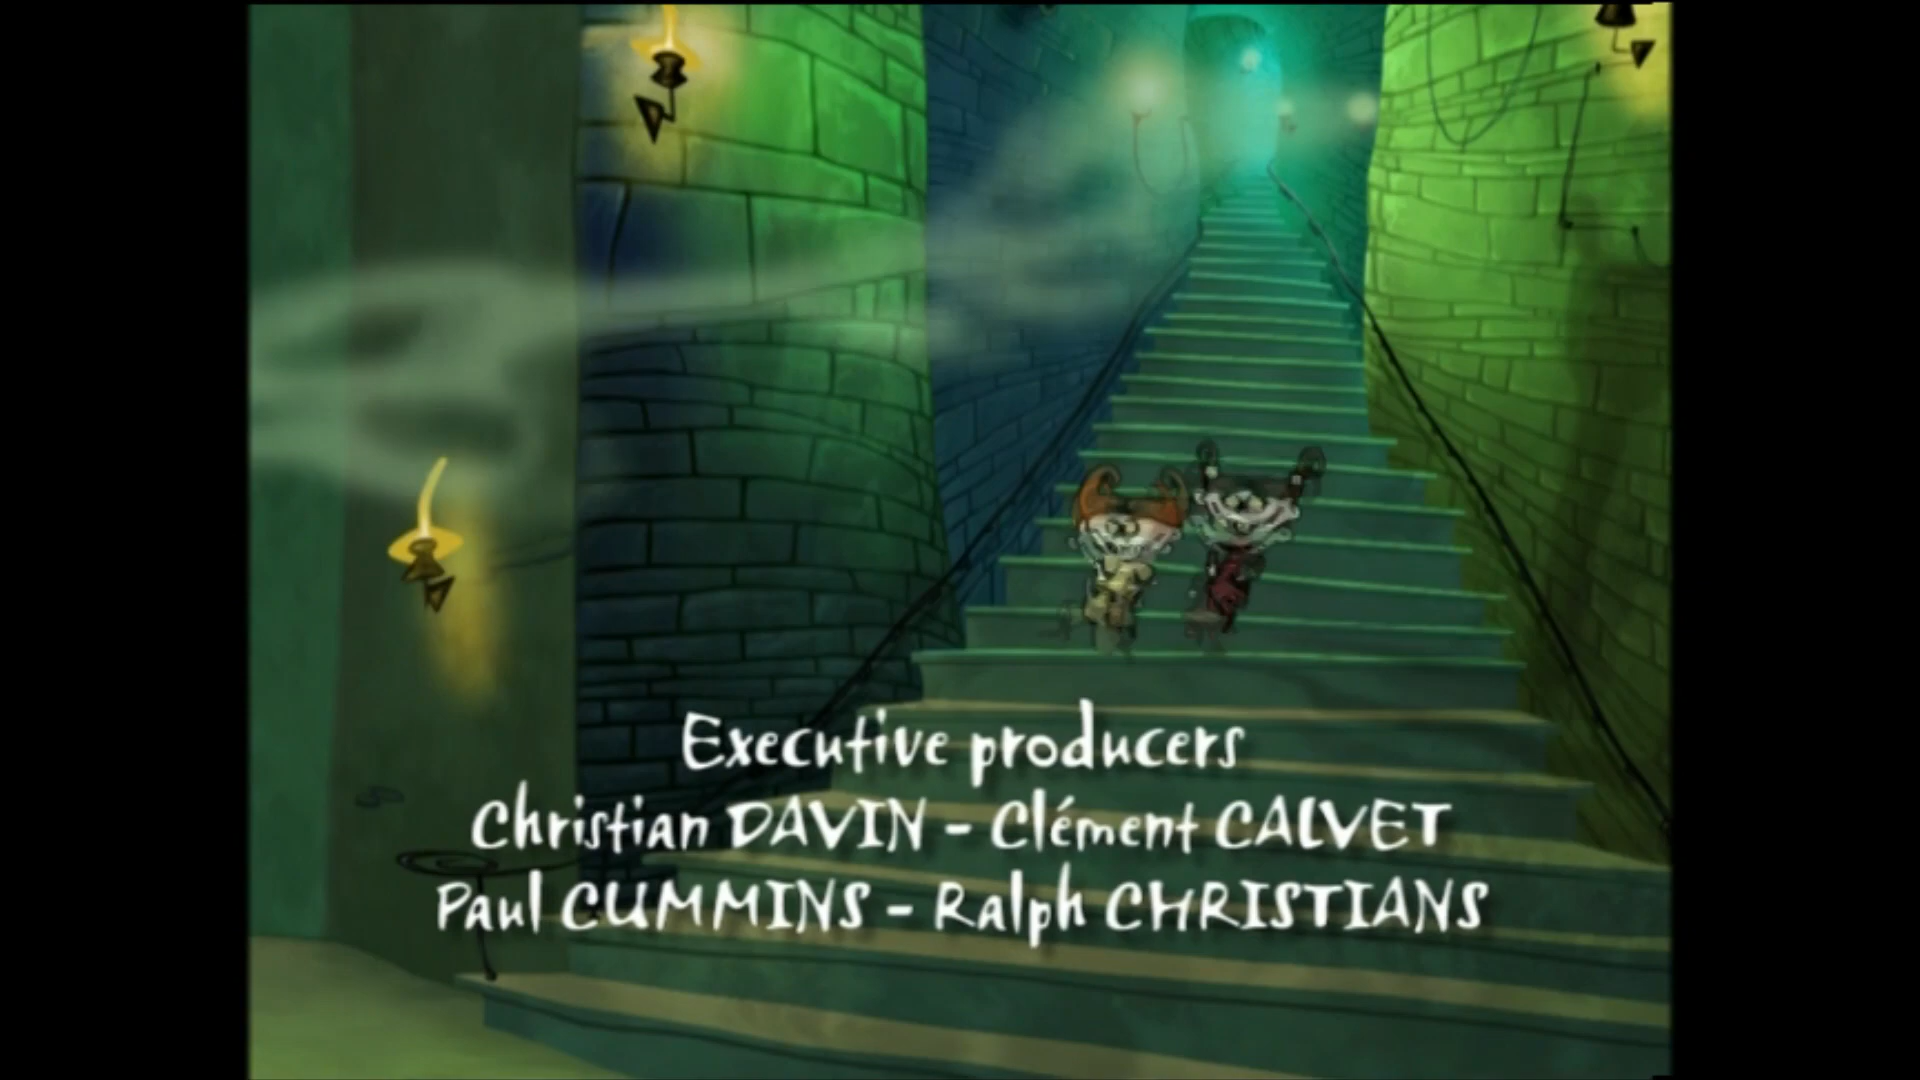 Executive producers
Christian DAVIN - Clément CALVET
Paul CUMMINS - Ralph CHRISTIANS